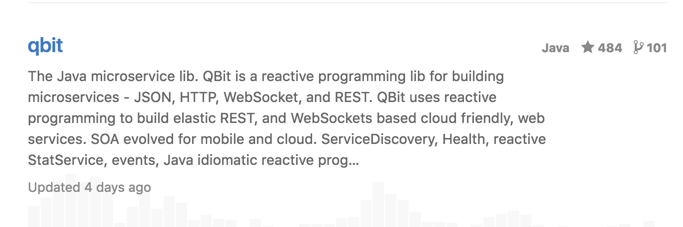 qbit
Java 484 101
The Java microservice lib. QBit is a reactive programming lib for building
microservices - JSON, HTTP, WebSocket, and REST. QBit uses reactive
programming to build elastic REST, and WebSockets based cloud friendly, web
services. SOA evolved for mobile and cloud. ServiceDiscovery, Health, reactive
StatService, events, Java idiomatic reactive prog...
Updated 4 days ago